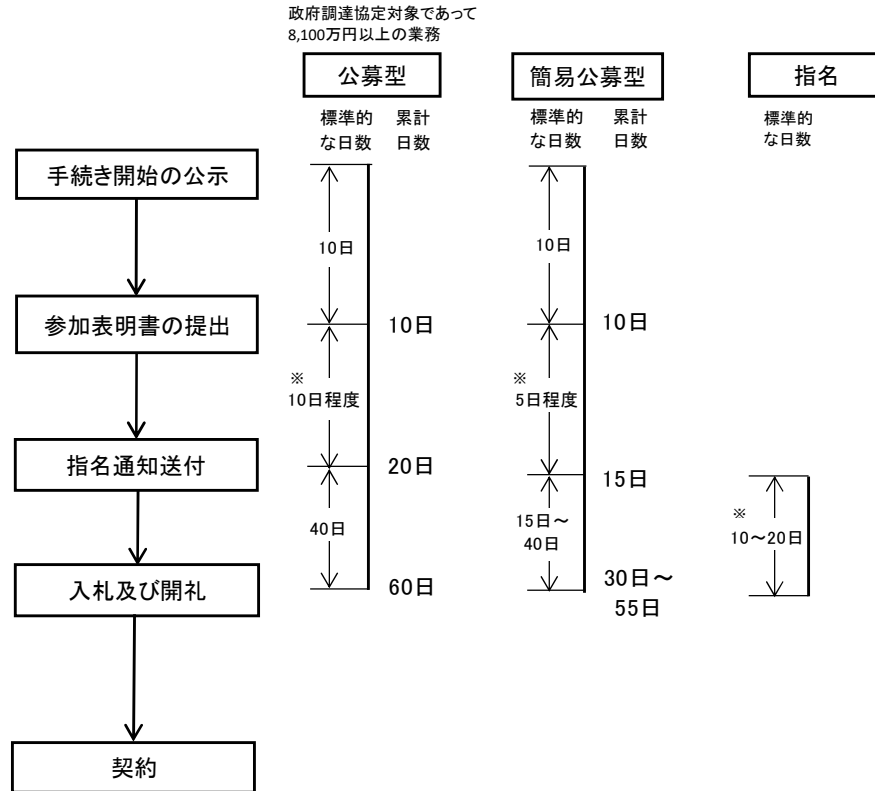 政府調達協定対象であって
8,100万円以上の業務
公募型
簡易公募型
指名
標準的
な日数
累計
日数
標準的
な日数
累計
日数
標準的
な日数
手続き開始の公示
10日
10日
参加表明書の提出
10日
10日
※
10日程度
※
5日程度
指名通知送付
20日
15日
40日
15日～
40日
※
10～20日
入札及び開札
60日
30日～
55日
契約